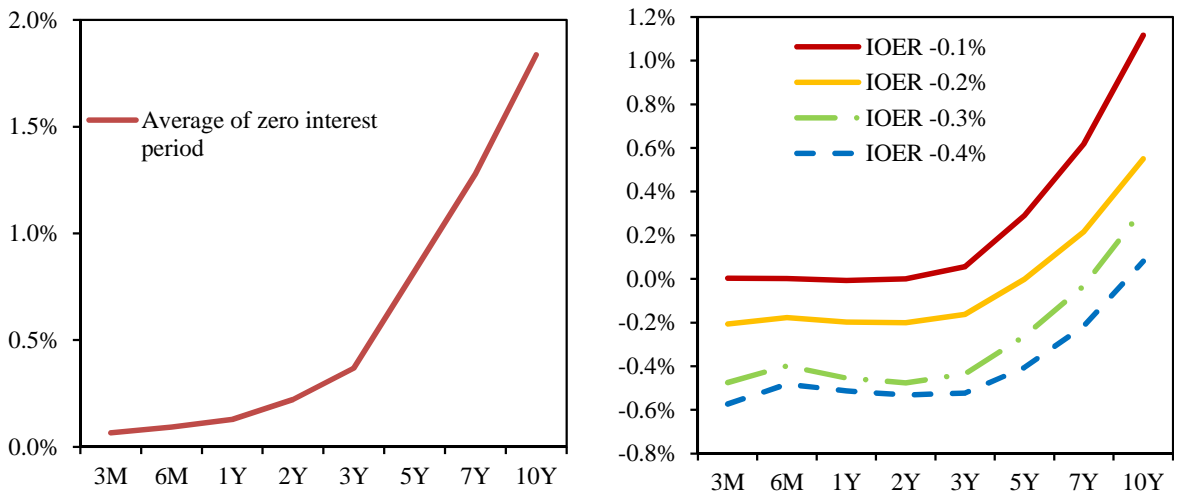 2.0%
1.5%
1.0%
0.5%
0.0%
Average of zero interest
period
3M 6M 1Y 2Y 3Y 5Y 7Y 10Y
1.2%
1.0%
0.8%
0.6%
0.4%
0.2%
0.0%
-0.2%
-0.4%
-0.6%
-0.8%
IOER -0.1%
IOER -0.2%
IOER -0.3%
IOER -0.4%
3M 6M 1Y 2Y 3Y 5Y 7Y 10Y